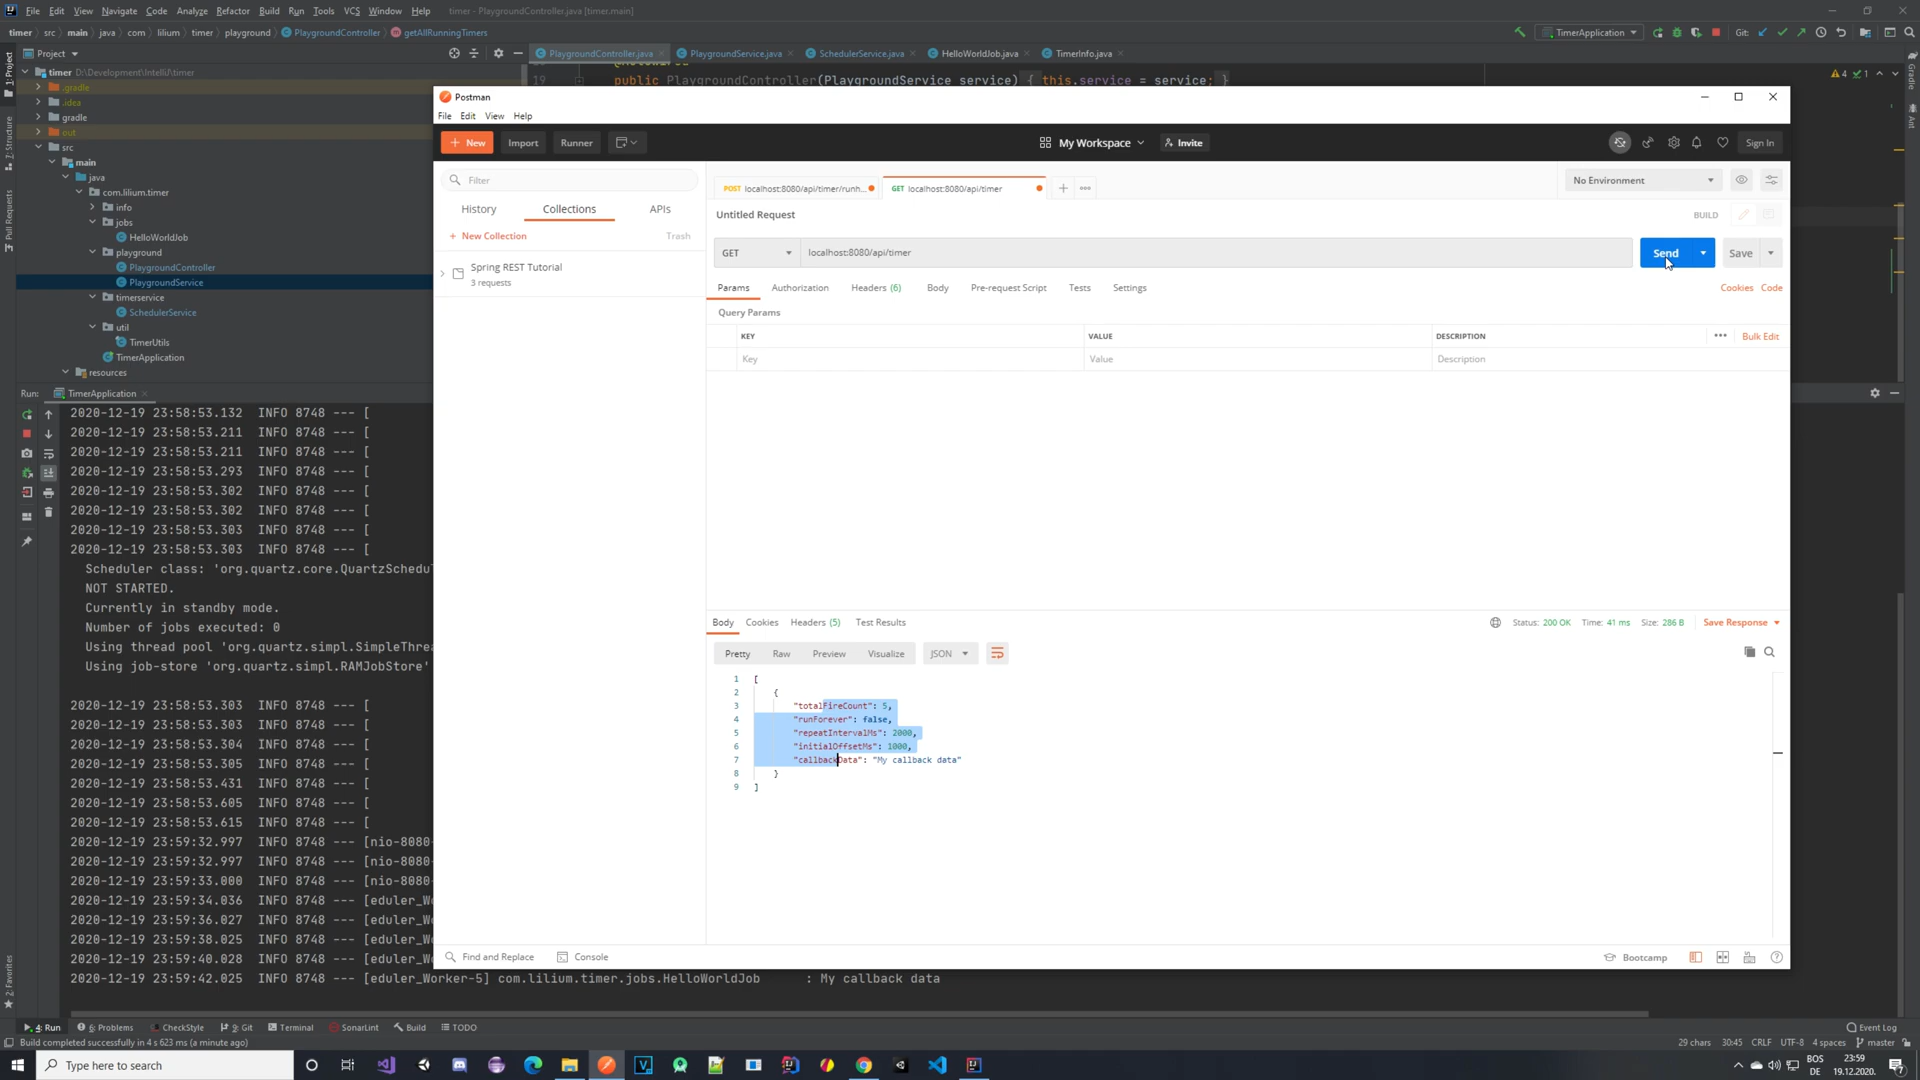 File Edit View Navigate Code Analyze Refactor Build Run Tools VCS Window Help timer - PlaygroundController.java [timer.main]
timer src main java com lilium timer playground PlaygroundController getAllRunningTimers TimerApplication Git:
Project PlaygroundController.java PlaygroundService.java SchedulerService.java HelloWorldJob.java TimerInfo.java
timer D:\Development\IntelliJ\timer
19 public PlaygroundController(PlaygroundService service) { this.service = service; }
4 1
.gradle
.idea
gradle
out
src
main
java
com.lilium.timer
info
jobs
HelloWorldJob
playground
PlaygroundController
PlaygroundService
timerservice
SchedulerService
util
TimerUtils
TimerApplication
resources
1: Project
7: Structure
Pull Requests
2: Favorites
Gradle
Ant
Postman
File Edit View Help
New Import Runner My Workspace Invite Sign In
Filter
History Collections APIs
New Collection Trash
Spring REST Tutorial
3 requests
POST localhost:8080/api/timer/runh... GET localhost:8080/api/timer
No Environment
Untitled Request BUILD
GET localhost:8080/api/timer Send Save
Params Authorization Headers (6) Body Pre-request Script Tests Settings Cookies Code
Query Params
KEY VALUE DESCRIPTION Bulk Edit
Key Value Description
Body Cookies Headers (5) Test Results Status: 200 OK Time: 41 ms Size: 286 B Save Response
Pretty Raw Preview Visualize JSON
1 [
2 {
3 "totalFireCount": 5,
4 "runForever": false,
5 "repeatIntervalMs": 2000,
6 "initialOffsetMs": 1000,
7 "callbackData": "My callback data"
8 }
9 ]
Find and Replace Console Bootcamp
Run: TimerApplication
2020-12-19 23:58:53.132 INFO 8748 --- [
2020-12-19 23:58:53.211 INFO 8748 --- [
2020-12-19 23:58:53.211 INFO 8748 --- [
2020-12-19 23:58:53.293 INFO 8748 --- [
2020-12-19 23:58:53.302 INFO 8748 --- [
2020-12-19 23:58:53.302 INFO 8748 --- [
2020-12-19 23:58:53.303 INFO 8748 --- [
2020-12-19 23:58:53.303 INFO 8748 --- [
Scheduler class: 'org.quartz.core.QuartzSchedul
NOT STARTED.
Currently in standby mode.
Number of jobs executed: 0
Using thread pool 'org.quartz.simpl.SimpleThrea
Using job-store 'org.quartz.simpl.RAMJobStore'
2020-12-19 23:58:53.303 INFO 8748 --- [
2020-12-19 23:58:53.303 INFO 8748 --- [
2020-12-19 23:58:53.304 INFO 8748 --- [
2020-12-19 23:58:53.305 INFO 8748 --- [
2020-12-19 23:58:53.431 INFO 8748 --- [
2020-12-19 23:58:53.605 INFO 8748 --- [
2020-12-19 23:58:53.615 INFO 8748 --- [
2020-12-19 23:59:32.997 INFO 8748 --- [nio-8080-
2020-12-19 23:59:32.997 INFO 8748 --- [nio-8080-
2020-12-19 23:59:33.000 INFO 8748 --- [nio-8080-
2020-12-19 23:59:34.036 INFO 8748 --- [eduler_W
2020-12-19 23:59:36.027 INFO 8748 --- [eduler_W
2020-12-19 23:59:38.025 INFO 8748 --- [eduler_W
2020-12-19 23:59:40.028 INFO 8748 --- [eduler_W
2020-12-19 23:59:42.025 INFO 8748 --- [eduler_Worker-5] com.lilium.timer.jobs.HelloWorldJob : My callback data
4: Run 6: Problems CheckStyle 9: Git Terminal SonarLint Build TODO Event Log
Build completed successfully in 4 s 623 ms (a minute ago) 29 chars 30:45 CRLF UTF-8 4 spaces master
Type here to search BOS 23:59
DE 19.12.2020.